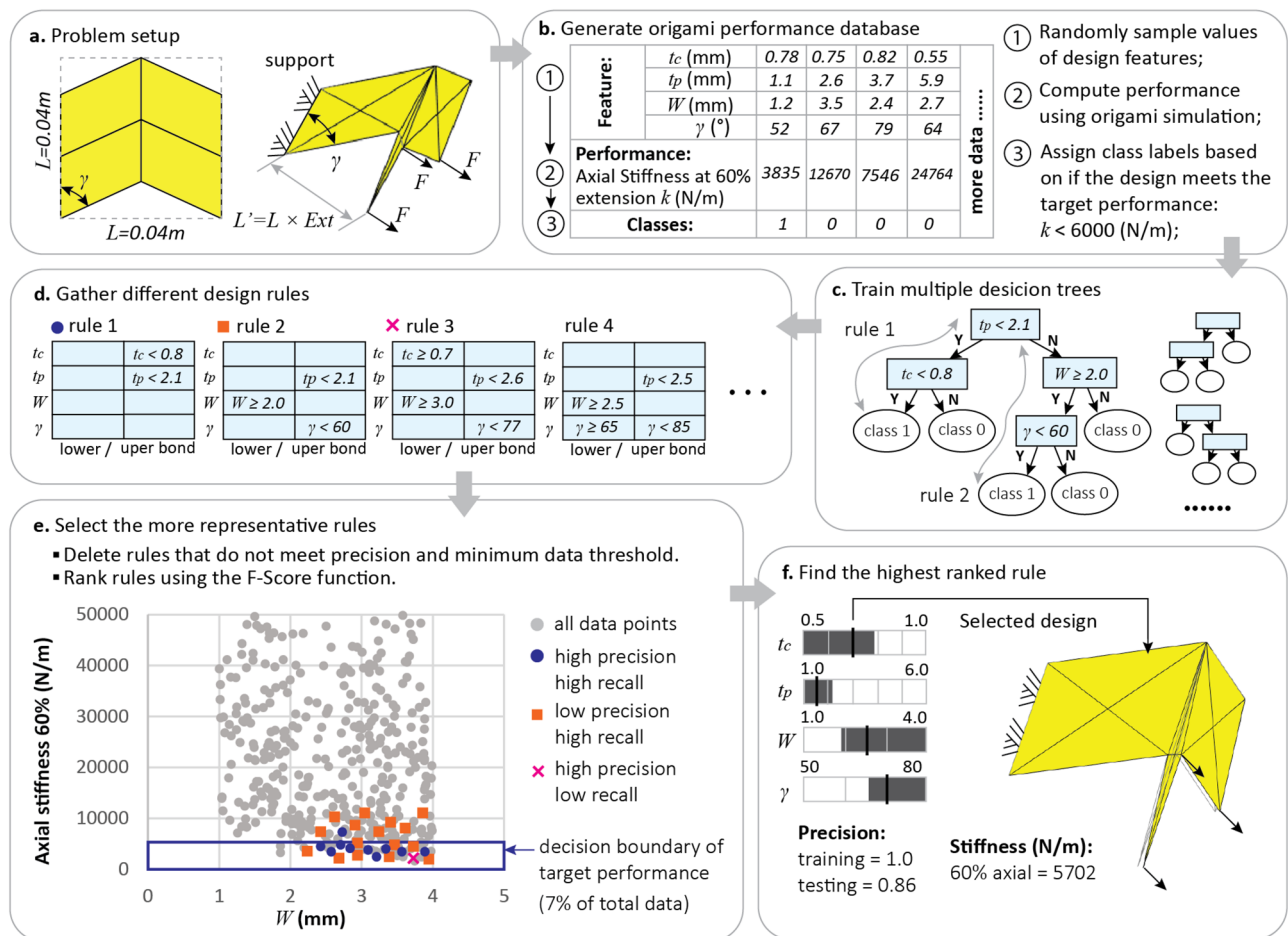 a. Problem setup
L=0.04m
γ
L=0.04m
support
γ
F
F
F
L'=L × Ext
b. Generate origami performance database
1
2
3
Feature:
tc (mm) 0.78 0.75 0.82 0.55
tp (mm) 1.1 2.6 3.7 5.9
W (mm) 1.2 3.5 2.4 2.7
γ (°) 52 67 79 64
Performance:
Axial Stiffness at 60%
extension k (N/m)
3835 12670 7546 24764
Classes: 1 0 0 0
more data ......
1 Randomly sample values
of design features;
2 Compute performance
using origami simulation;
3 Assign class labels based
on if the design meets the
target performance:
k < 6000 (N/m);
c. Train multiple desicion trees
rule 1
tp < 2.1
Y N
tc < 0.8 W ≥ 2.0
Y N Y N
class 1 class 0 γ < 60 class 0
Y N
rule 2 class 1 class 0
......
d. Gather different design rules
rule 1
tc tc < 0.8
tp tp < 2.1
W
γ
lower / uper bond
rule 2
tc
tp tp < 2.1
W W ≥ 2.0
γ γ < 60
lower / uper bond
rule 3
tc tc ≥ 0.7
tp tp < 2.6
W W ≥ 3.0
γ γ < 77
lower / uper bond
rule 4
tc
tp tp < 2.5
W W ≥ 2.5
γ γ ≥ 65 γ < 85
lower / uper bond
...
e. Select the more representative rules
▪ Delete rules that do not meet precision and minimum data threshold.
▪ Rank rules using the F-Score function.
Axial stiffness 60% (N/m)
50000
40000
30000
20000
10000
0
0 1 2 3 4 5
W (mm)
all data points
high precision
high recall
low precision
high recall
high precision
low recall
decision boundary of
target performance
(7% of total data)
f. Find the highest ranked rule
0.5 1.0
tc
1.0 6.0
tp
1.0 4.0
W
50 80
γ
Selected design
Precision:
training = 1.0
testing = 0.86
Stiffness (N/m):
60% axial = 5702